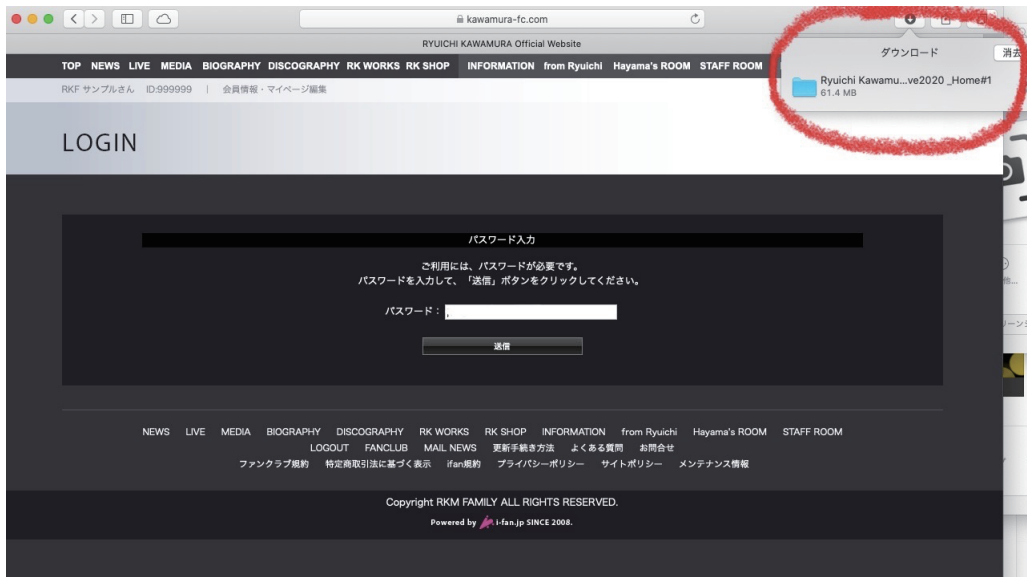 kawamura-fc.com
RYUICHI KAWAMURA Official Website
TOP NEWS LIVE MEDIA BIOGRAPHY DISCOGRAPHY RK WORKS RK SHOP INFORMATION from Ryuichi Hayama's ROOM STAFF ROOM
ダウンロード
消去
Ryuichi Kawamu...ve2020 _Home#1
61.4 MB
RKF サンプルさん ID:999999 | 会員情報・マイページ編集
LOGIN
パスワード入力
ご利用には、パスワードが必要です。
パスワードを入力して、「送信」ボタンをクリックしてください。
パスワード：
送信
NEWS LIVE MEDIA BIOGRAPHY DISCOGRAPHY RK WORKS RK SHOP INFORMATION from Ryuichi Hayama's ROOM STAFF ROOM
LOGOUT FANCLUB MAIL NEWS 更新手続き方法 よくある質問 お問合せ
ファンクラブ規約 特定商取引法に基づく表示 ifan規約 プライバシーポリシー サイトポリシー メンテナンス情報
Copyright RKM FAMILY ALL RIGHTS RESERVED.
Powered by i-fan.jp SINCE 2008.